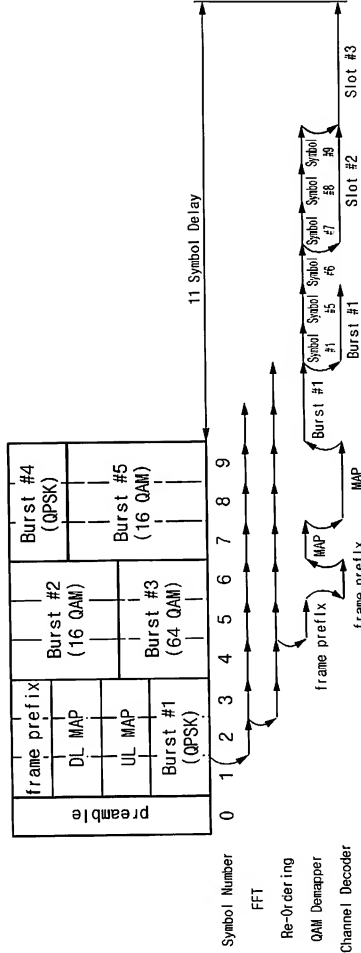 preamble
frame prefix
DL MAP
UL MAP
Burst #1
(QPSK)
Burst #2
(16 QAM)
Burst #3
(64 QAM)
Burst #4
(QPSK)
Burst #5
(16 QAM)
11 Symbol Delay
Symbol Number
0 1 2 3 4 5 6 7 8 9
FFT
Re-Ordering
QAM Demapper
frame prefix
MAP
Burst #1
Symbol #1
Symbol #5
Symbol #6
Symbol #7
Symbol #8
Symbol #9
Channel Decoder
frame prefix
MAP
Burst #1
Slot #2
Slot #3